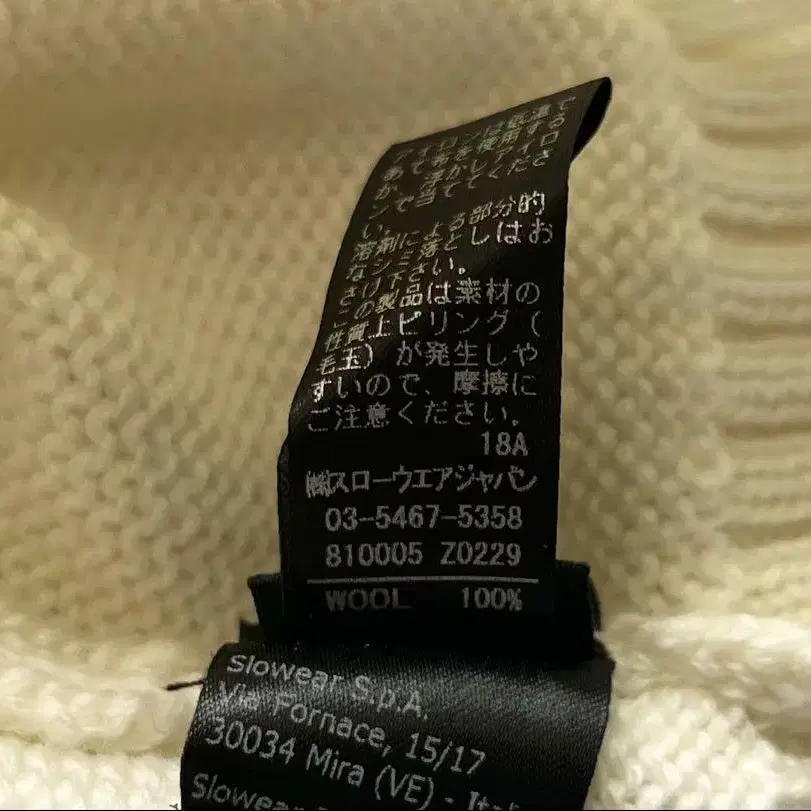 アイロンは低温で
あて布を使用する
か、浮かしてアイロ
ンで当ててくださ
い。
溶剤による部分的
なシミ落としはお
さけ下さい。
この製品は素材の
性質上ピリング（
毛玉）が発生しや
すいので、摩擦に
ご注意ください。
18A
㈱スローウエアジャパン
03-5467-5358
810005 Z0229
WOOL 100%
Slowear S.p.A.
Via Fornace, 15/17
30034 Mira (VE) -
Slowear